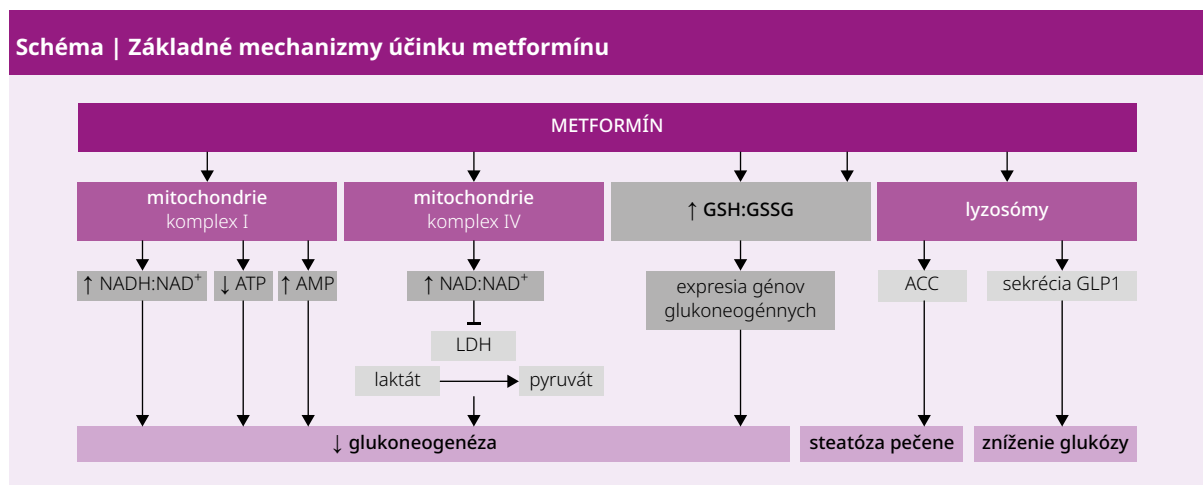 Schéma | Základné mechanizmy účinku metformínu
METFORMÍN
mitochondrie
komplex I
mitochondrie
komplex IV
↑ GSH:GSSG
lyzosómy
↑ NADH:NAD⁺
↓ ATP
↑ AMP
↑ NAD:NAD⁺
expresia génov
glukoneogénnych
ACC
sekrécia GLP1
LDH
laktát
pyruvát
↓ glukoneogenéza
steatóza pečene
zníženie glukózy